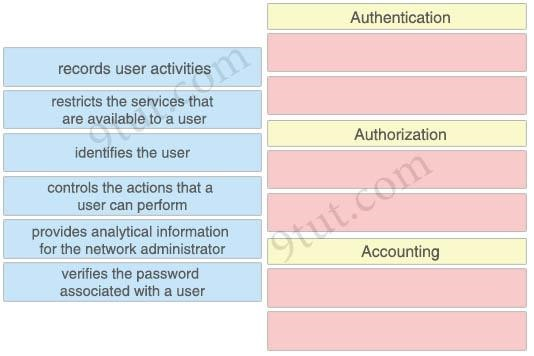 Authentication
records user activities
restricts the services that
are available to a user
identifies the user
controls the actions that a
user can perform
provides analytical information
for the network administrator
verifies the password
associated with a user
Authorization
Accounting
9tut.com
9tut.com